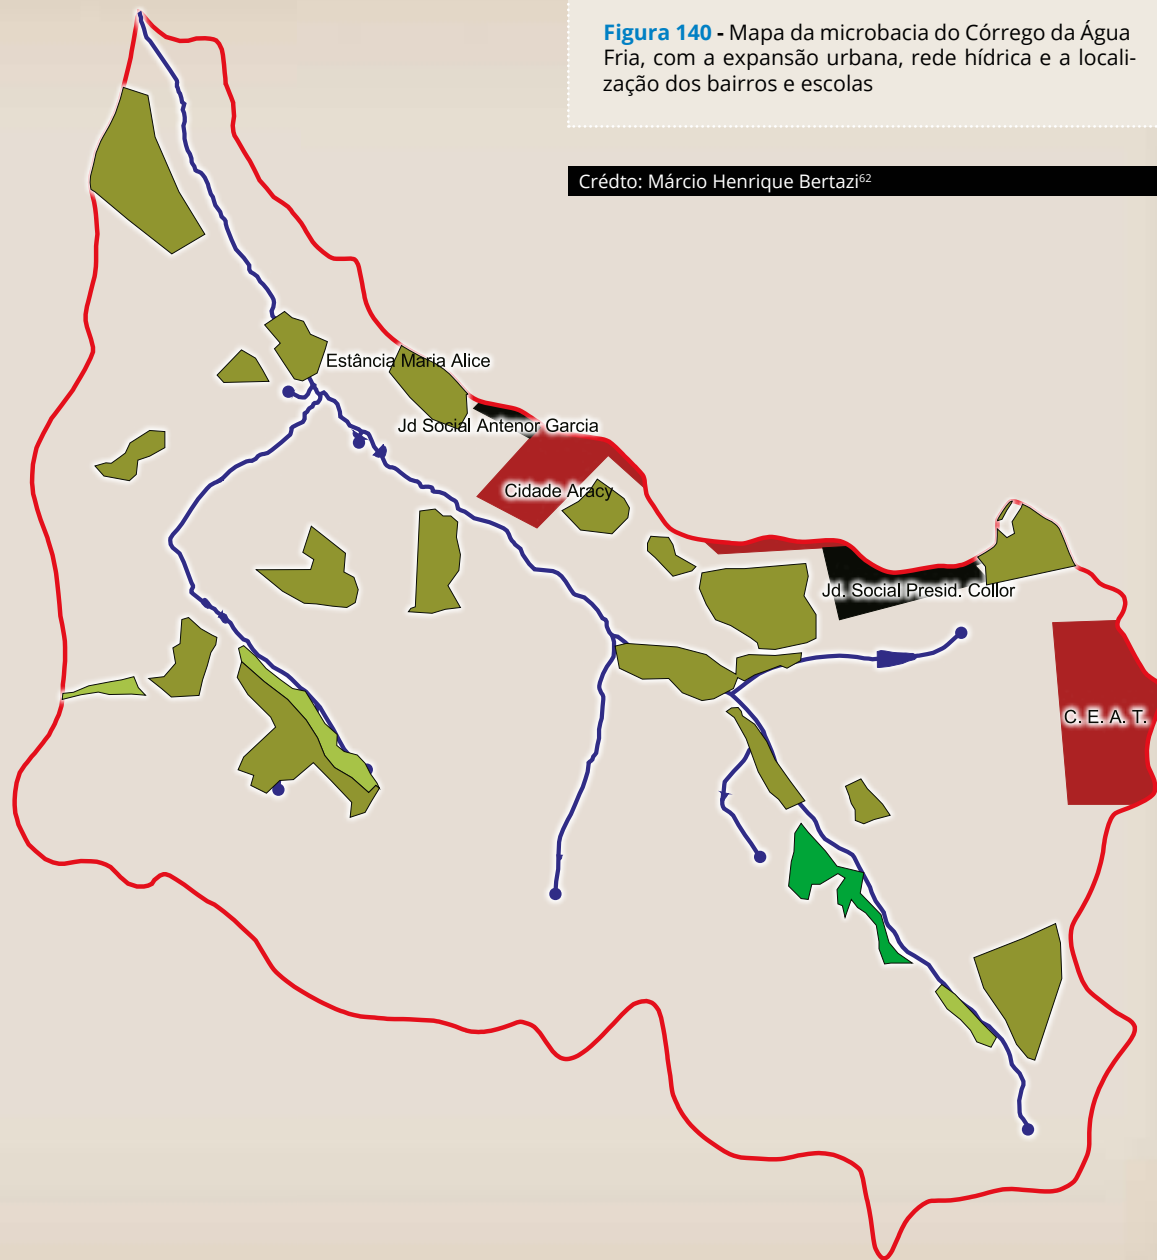 Figura 140 - Mapa da microbacia do Córrego da Água
Fria, com a expansão urbana, rede hídrica e a locali-
zação dos bairros e escolas
Crédto: Márcio Henrique Bertazi⁶²
Estância Maria Alice
Jd Social Antenor Garcia
Cidade Aracy
Jd. Social Presid. Collor
C. E. A. T.